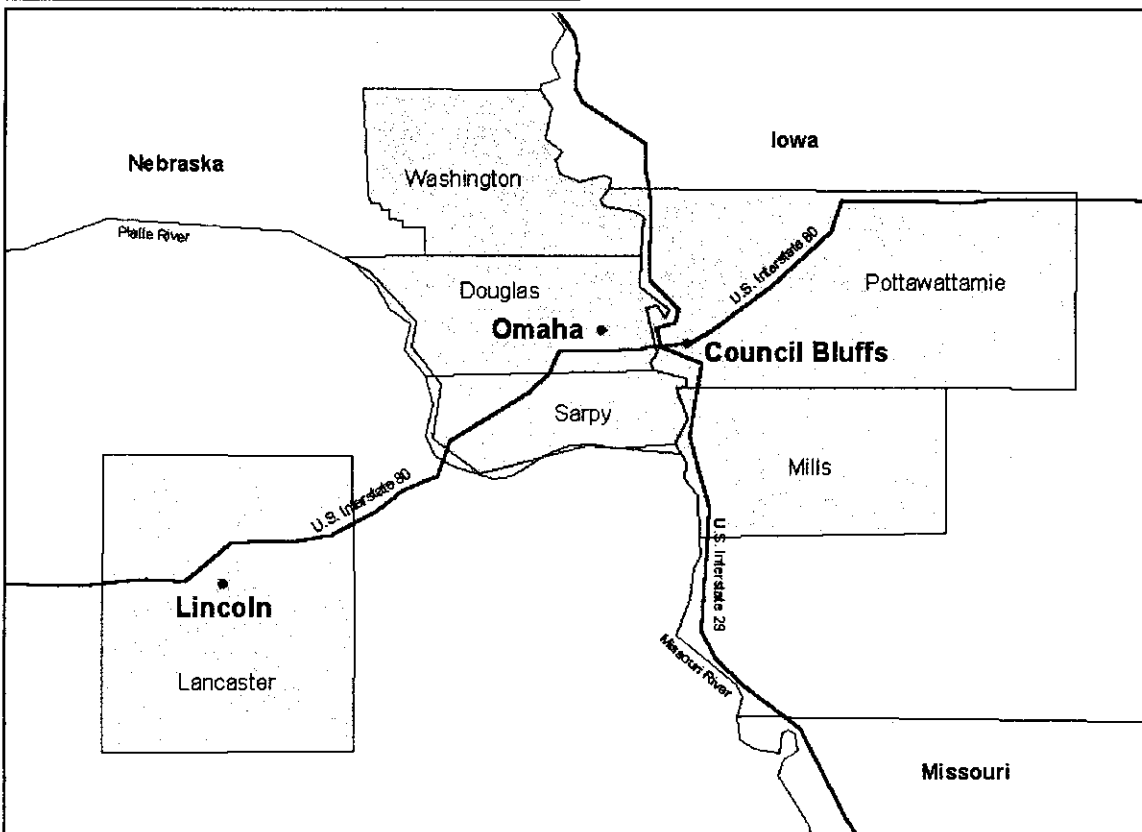 Iowa
Nebraska
Washington
Platte River
U.S. Interstate 80
Pottawattamie
Douglas
Omaha
Council Bluffs
Sarpy
Mills
U.S. Interstate 80
U.S. Interstate 29
Lincoln
Missouri River
Lancaster
Missouri